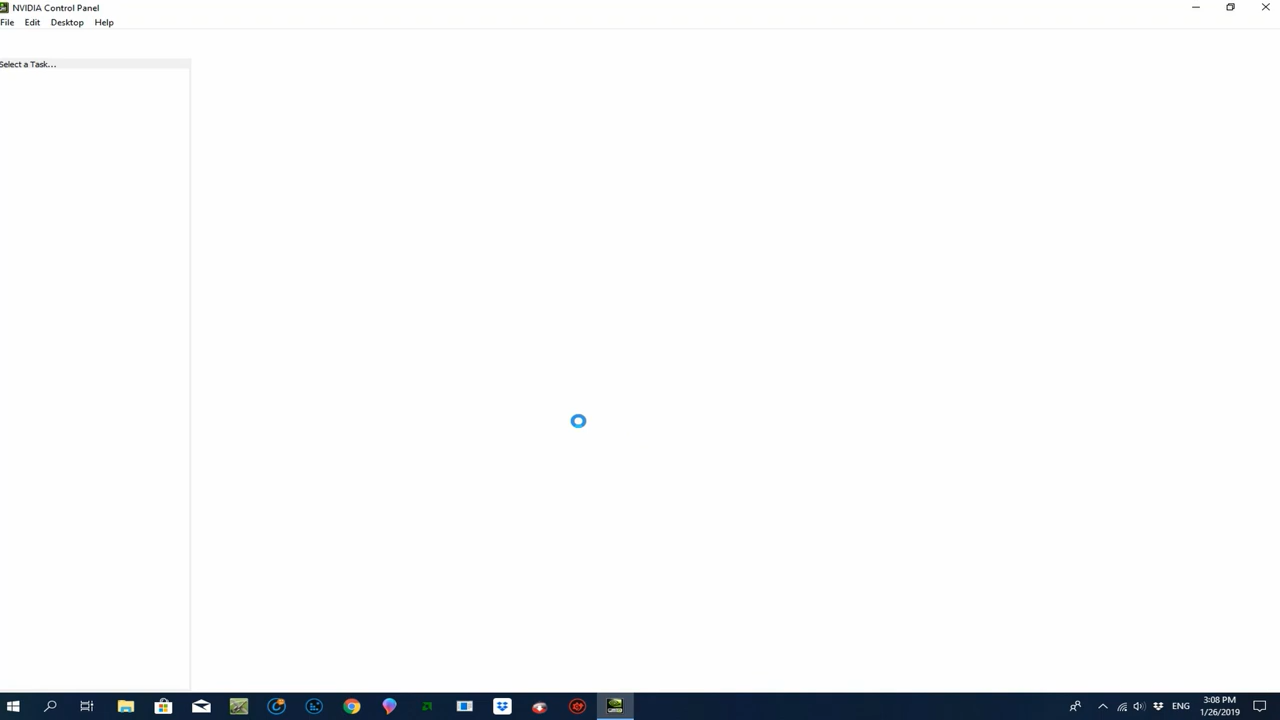 NVIDIA Control Panel
File Edit Desktop Help
Select a Task...
ENG
3:08 PM
1/26/2019